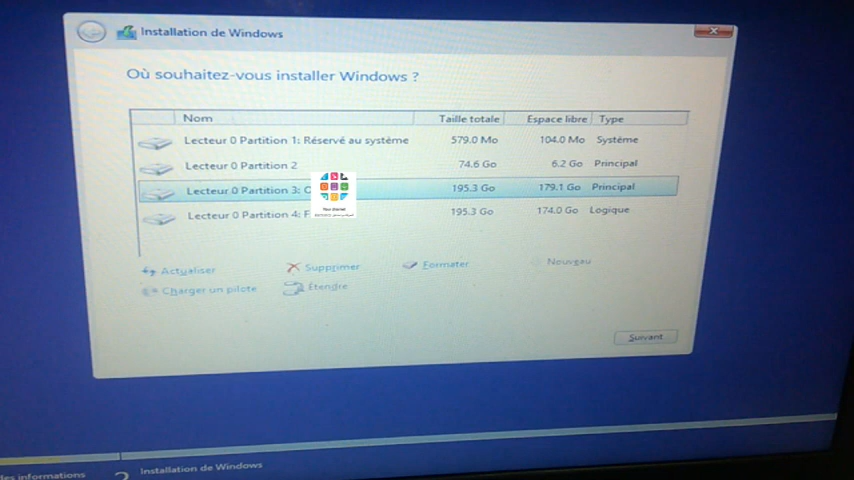 Installation de Windows
Où souhaitez-vous installer Windows ?
Nom Taille totale Espace libre Type
Lecteur 0 Partition 1: Réservé au système 579.0 Mo 104.0 Mo Système
Lecteur 0 Partition 2 74.6 Go 6.2 Go Principal
Lecteur 0 Partition 3: 195.3 Go 179.1 Go Principal
Lecteur 0 Partition 4: 195.3 Go 174.0 Go Logique
Actualiser Supprimer Formater Nouveau
Charger un pilote Étendre
Suivant
les informations 2 Installation de Windows